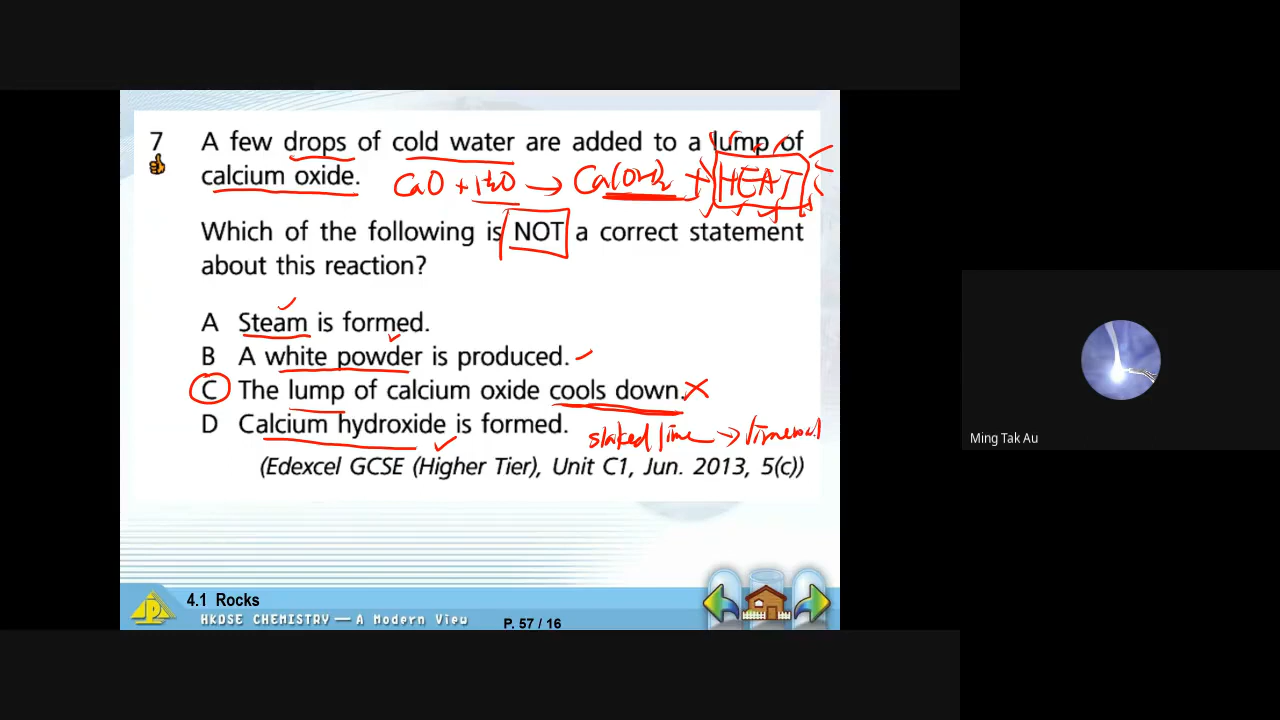 7 A few drops of cold water are added to a lump of
calcium oxide. CaO + H2O → Ca(OH)2 + HEAT
Which of the following is NOT a correct statement
about this reaction?
A Steam is formed.
B A white powder is produced.
C The lump of calcium oxide cools down.
D Calcium hydroxide is formed.
slaked lime →
(Edexcel GCSE (Higher Tier), Unit C1, Jun. 2013, 5(c))
Ming Tak Au
4.1 Rocks
HKDSE CHEMISTRY — A Modern View
P. 57 / 16